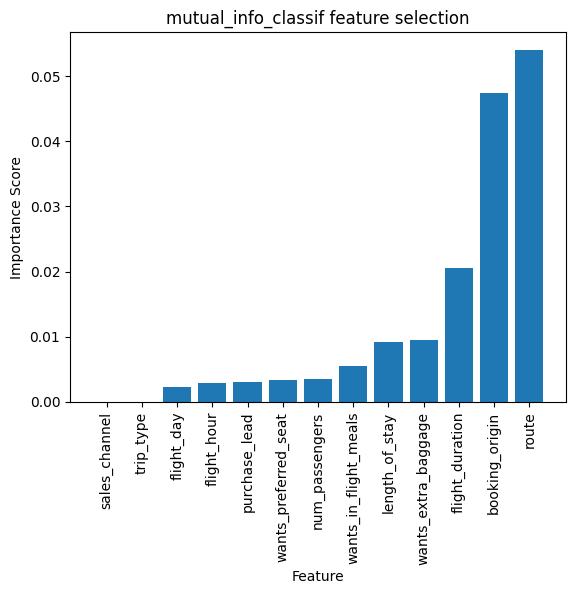 mutual_info_classif feature selection
Importance Score
0.05
0.04
0.03
0.02
0.01
0.00
sales_channel
trip_type
flight_day
flight_hour
purchase_lead
wants_preferred_seat
num_passengers
wants_in_flight_meals
length_of_stay
wants_extra_baggage
flight_duration
booking_origin
route
Feature